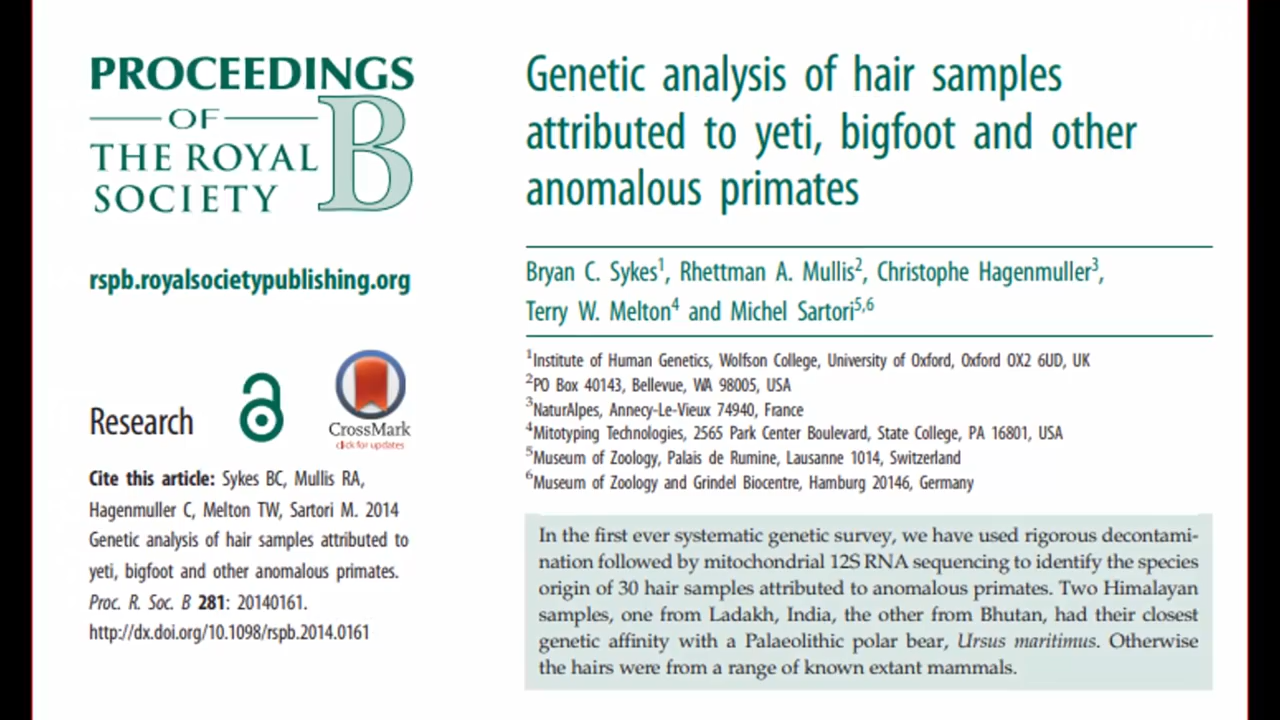 PROCEEDINGS
OF
THE ROYAL
SOCIETY
B
rspb.royalsocietypublishing.org
Research
CrossMark
click for updates
Cite this article: Sykes BC, Mullis RA,
Hagenmuller C, Melton TW, Sartori M. 2014
Genetic analysis of hair samples attributed to
yeti, bigfoot and other anomalous primates.
Proc. R. Soc. B 281: 20140161.
http://dx.doi.org/10.1098/rspb.2014.0161
Genetic analysis of hair samples
attributed to yeti, bigfoot and other
anomalous primates
Bryan C. Sykes1, Rhettman A. Mullis2, Christophe Hagenmuller3,
Terry W. Melton4 and Michel Sartori5,6
1Institute of Human Genetics, Wolfson College, University of Oxford, Oxford OX2 6UD, UK
2PO Box 40143, Bellevue, WA 98005, USA
3NaturAlpes, Annecy-Le-Vieux 74940, France
4Mitotyping Technologies, 2565 Park Center Boulevard, State College, PA 16801, USA
5Museum of Zoology, Palais de Rumine, Lausanne 1014, Switzerland
6Museum of Zoology and Grindel Biocentre, Hamburg 20146, Germany
In the first ever systematic genetic survey, we have used rigorous decontami-
nation followed by mitochondrial 12S RNA sequencing to identify the species
origin of 30 hair samples attributed to anomalous primates. Two Himalayan
samples, one from Ladakh, India, the other from Bhutan, had their closest
genetic affinity with a Palaeolithic polar bear, Ursus maritimus. Otherwise
the hairs were from a range of known extant mammals.